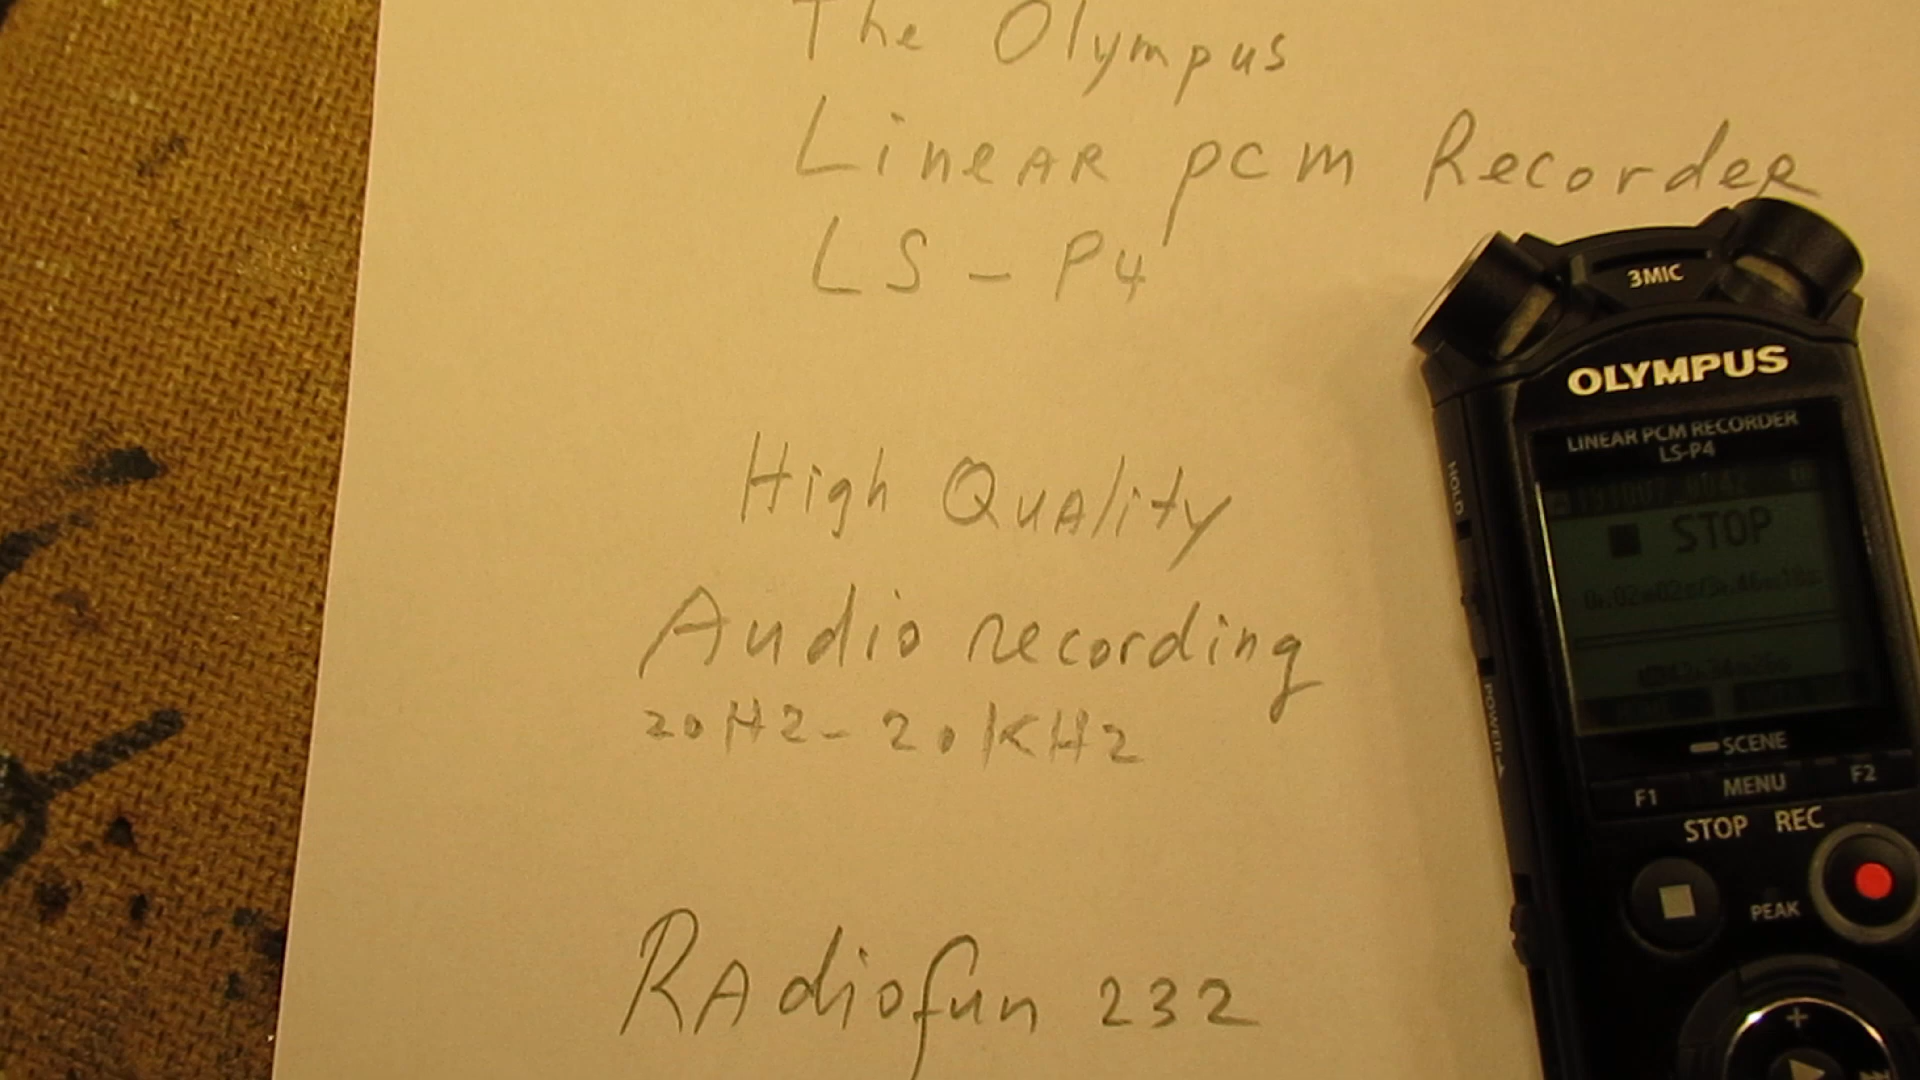 The Olympus
LineAR pcm Recorder
LS - P4
High QuAlity
Audio recording
20HZ - 20KHZ
RAdiofun 232
3MIC
OLYMPUS
LINEAR PCM RECORDER
LS-P4
HOLD
STOP
POWER
SCENE
F1 MENU F2
STOP REC
PEAK
+